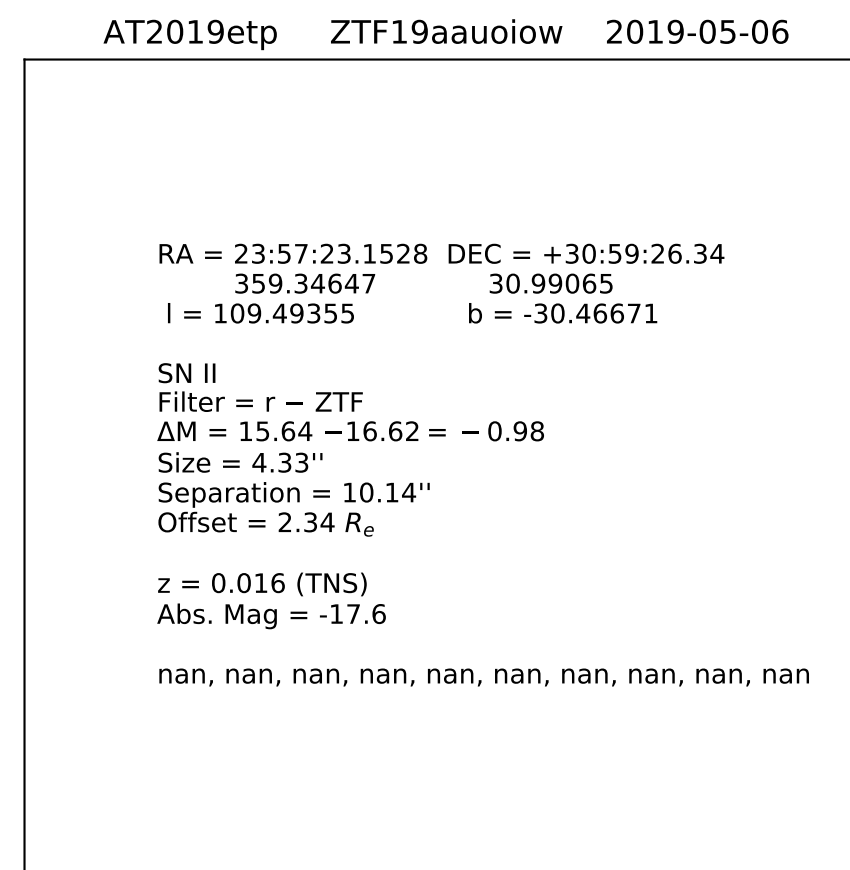 AT2019etp ZTF19aauoiow 2019-05-06
RA = 23:57:23.1528 DEC = +30:59:26.34
359.34647 30.99065
l = 109.49355 b = -30.46671
SN II
Filter = r − ZTF
ΔM = 15.64 −16.62 = − 0.98
Size = 4.33''
Separation = 10.14''
Offset = 2.34 Rₑ
z = 0.016 (TNS)
Abs. Mag = -17.6
nan, nan, nan, nan, nan, nan, nan, nan, nan, nan